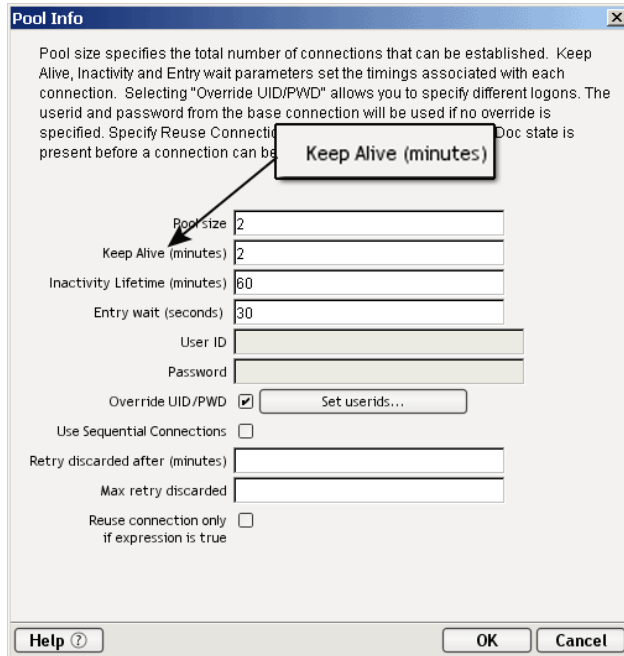 Pool Info
Pool size specifies the total number of connections that can be established. Keep
Alive, Inactivity and Entry wait parameters set the timings associated with each
connection. Selecting "Override UID/PWD" allows you to specify different logons. The
userid and password from the base connection will be used if no override is
specified. Specify Reuse Connectio Doc state is
present before a connection can be
Keep Alive (minutes)
Pool size 2
Keep Alive (minutes) 2
Inactivity Lifetime (minutes) 60
Entry wait (seconds) 30
User ID
Password
Override UID/PWD Set userids...
Use Sequential Connections
Retry discarded after (minutes)
Max retry discarded
Reuse connection only
if expression is true
Help ? OK Cancel